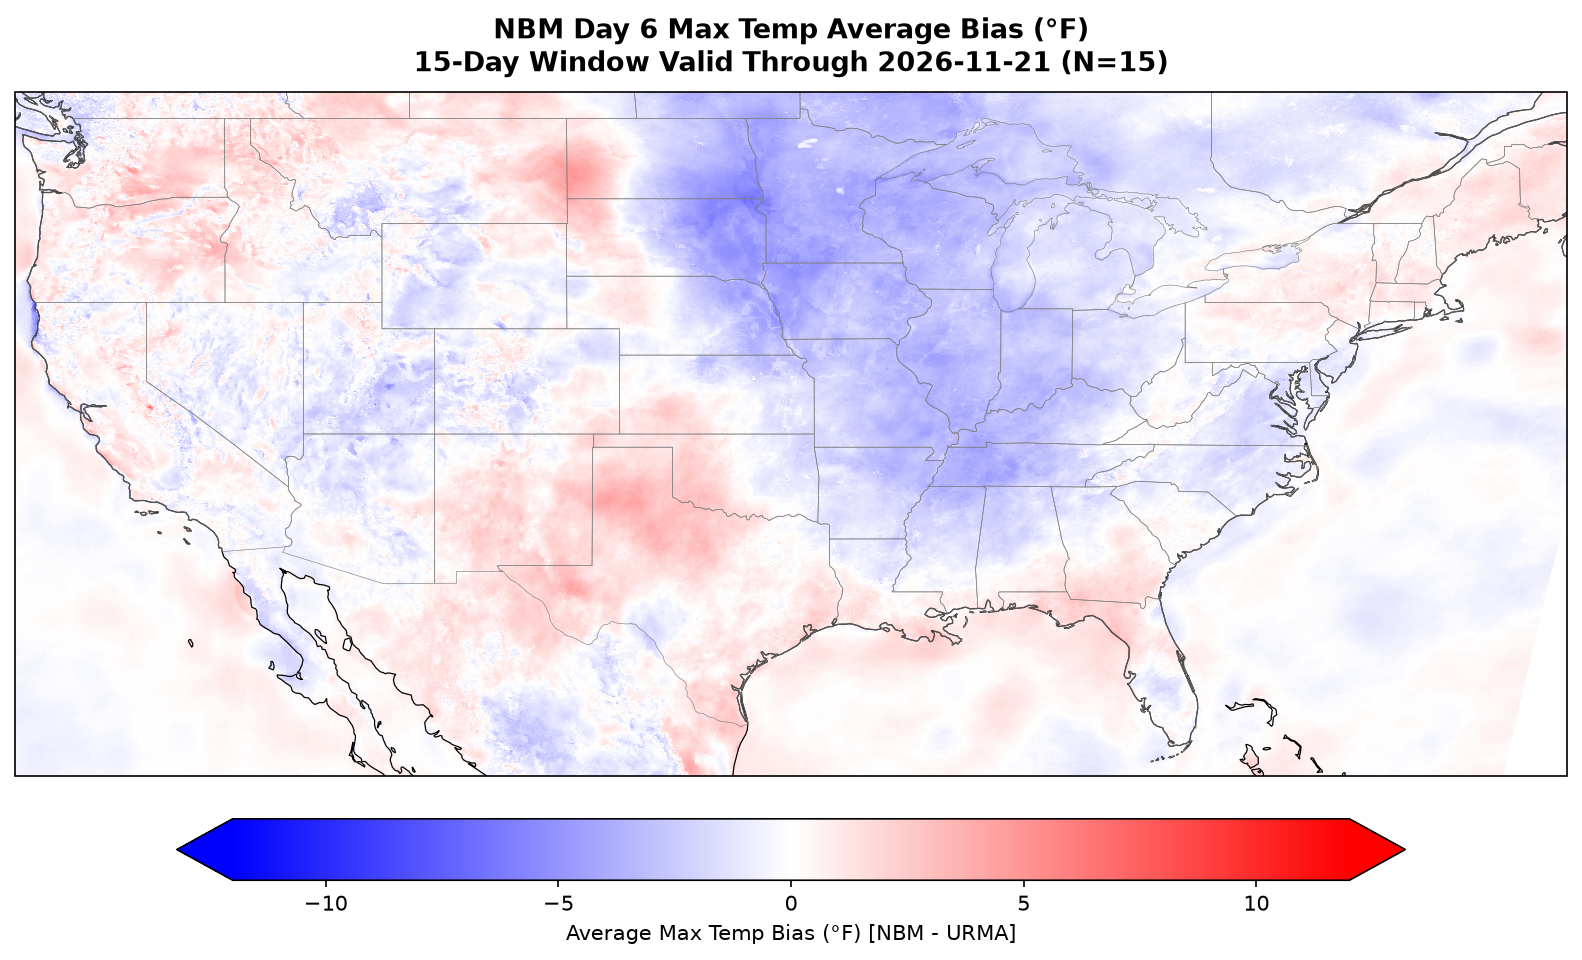 NBM Day 6 Max Temp Average Bias (°F)
15-Day Window Valid Through 2026-11-21 (N=15)
−10 −5 0 5 10
Average Max Temp Bias (°F) [NBM - URMA]